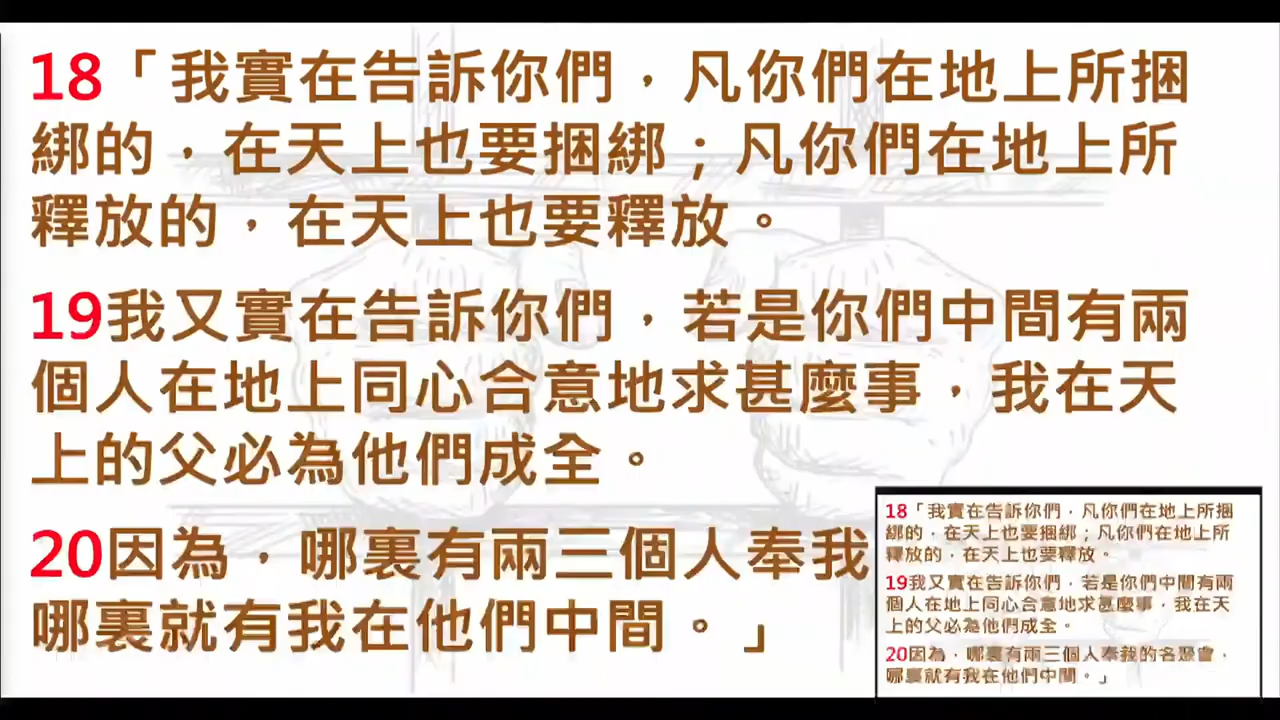 18「我實在告訴你們，凡你們在地上所捆
綁的，在天上也要捆綁；凡你們在地上所
釋放的，在天上也要釋放。
19我又實在告訴你們，若是你們中間有兩
個人在地上同心合意地求甚麼事，我在天
上的父必為他們成全。
20因為，哪裏有兩三個人奉我
哪裏就有我在他們中間。」
18「我實在告訴你們，凡你們在地上所捆
綁的，在天上也要捆綁；凡你們在地上所
釋放的，在天上也要釋放。
19我又實在告訴你們，若是你們中間有兩
個人在地上同心合意地求甚麼事，我在天
上的父必為他們成全。
20因為，哪裏有兩三個人奉我的名聚會，
哪裏就有我在他們中間。」